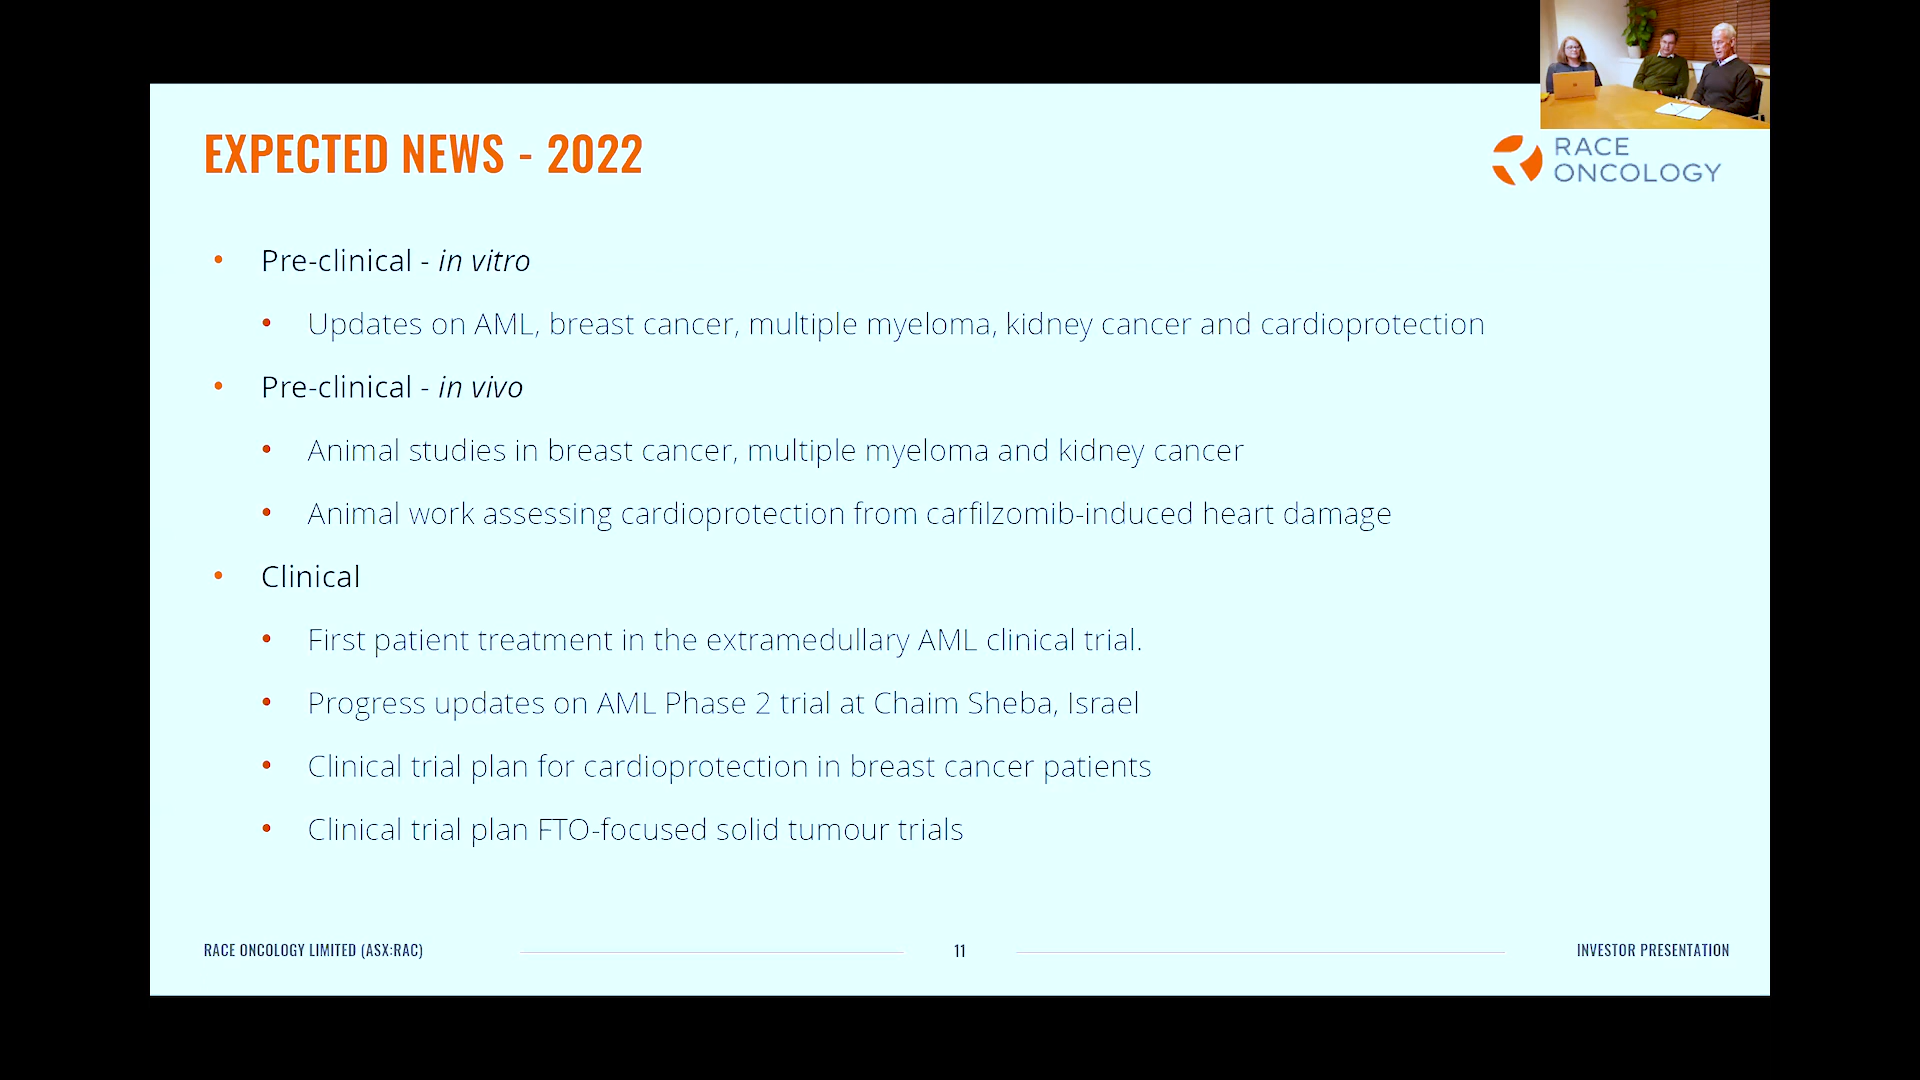 EXPECTED NEWS - 2022
RACE
ONCOLOGY
• Pre-clinical - in vitro
• Updates on AML, breast cancer, multiple myeloma, kidney cancer and cardioprotection
• Pre-clinical - in vivo
• Animal studies in breast cancer, multiple myeloma and kidney cancer
• Animal work assessing cardioprotection from carfilzomib-induced heart damage
• Clinical
• First patient treatment in the extramedullary AML clinical trial.
• Progress updates on AML Phase 2 trial at Chaim Sheba, Israel
• Clinical trial plan for cardioprotection in breast cancer patients
• Clinical trial plan FTO-focused solid tumour trials
RACE ONCOLOGY LIMITED (ASX:RAC)
11
INVESTOR PRESENTATION